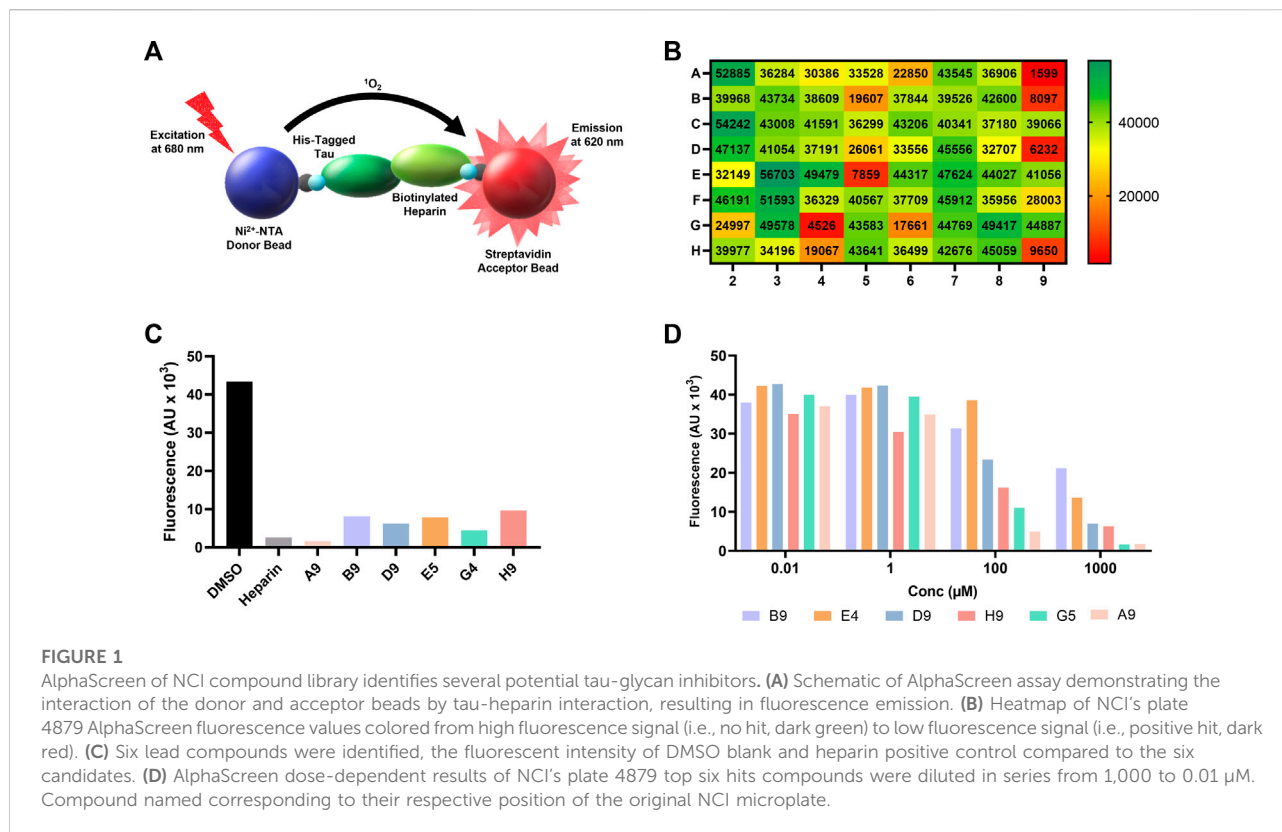 A
Excitation
at 680 nm
¹O₂
His-Tagged
Tau
Biotinylated
Heparin
Emission
at 620 nm
Ni²⁺-NTA
Donor Bead
Streptavidin
Acceptor Bead
B
A 52885 36284 30386 33528 22850 43545 36906 1599
B 39968 43734 38609 19607 37844 39526 42600 8097
C 54242 43008 41591 36299 43206 40341 37180 39066
D 47137 41054 37191 26061 33556 45556 32707 6232
E 32149 56703 49479 7859 44317 47624 44027 41056
F 46191 51593 36329 40567 37709 45912 35956 28003
G 24997 49578 4526 43583 17661 44769 49417 44887
H 39977 34196 19067 43641 36499 42676 45059 9650
2 3 4 5 6 7 8 9
40000
20000
C
Fluorescence (AU x 10³)
50
40
30
20
10
0
DMSO Heparin A9 B9 D9 E5 G4 H9
D
Fluorescence (AU x 10³)
50
40
30
20
10
0
0.01 1 100 1000
Conc (µM)
B9 E4 D9 H9 G5 A9
FIGURE 1
AlphaScreen of NCI compound library identifies several potential tau-glycan inhibitors. (A) Schematic of AlphaScreen assay demonstrating the
interaction of the donor and acceptor beads by tau-heparin interaction, resulting in fluorescence emission. (B) Heatmap of NCI's plate
4879 AlphaScreen fluorescence values colored from high fluorescence signal (i.e., no hit, dark green) to low fluorescence signal (i.e., positive hit, dark
red). (C) Six lead compounds were identified, the fluorescent intensity of DMSO blank and heparin positive control compared to the six
candidates. (D) AlphaScreen dose-dependent results of NCI's plate 4879 top six hits compounds were diluted in series from 1,000 to 0.01 µM.
Compound named corresponding to their respective position of the original NCI microplate.